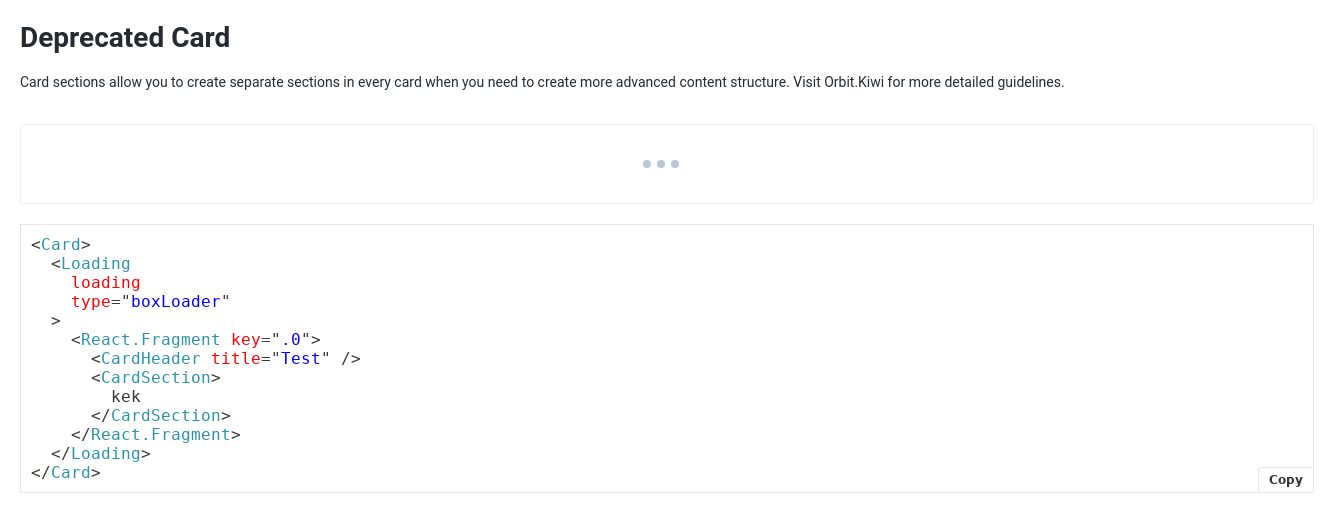 Deprecated Card
Card sections allow you to create separate sections in every card when you need to create more advanced content structure. Visit Orbit.Kiwi for more detailed guidelines.
<Card>
  <Loading
    loading
    type="boxLoader"
  >
    <React.Fragment key=".0">
      <CardHeader title="Test" />
      <CardSection>
        kek
      </CardSection>
    </React.Fragment>
  </Loading>
</Card>
Copy